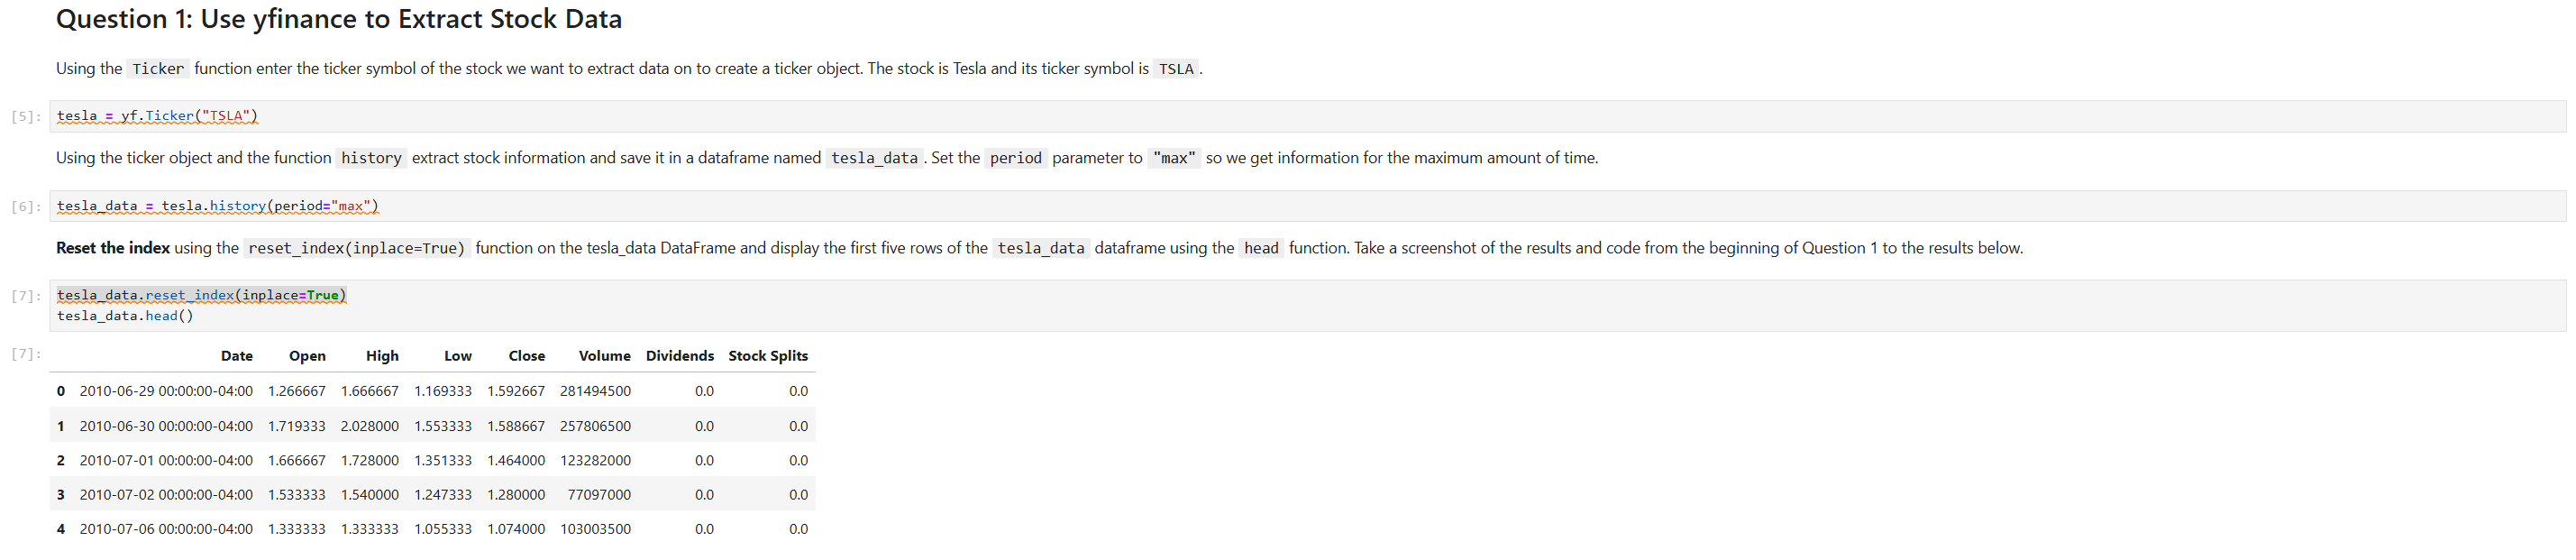 Question 1: Use yfinance to Extract Stock Data
Using the Ticker function enter the ticker symbol of the stock we want to extract data on to create a ticker object. The stock is Tesla and its ticker symbol is TSLA.
[5]: tesla = yf.Ticker("TSLA")
Using the ticker object and the function history extract stock information and save it in a dataframe named tesla_data. Set the period parameter to "max" so we get information for the maximum amount of time.
[6]: tesla_data = tesla.history(period="max")
Reset the index using the reset_index(inplace=True) function on the tesla_data DataFrame and display the first five rows of the tesla_data dataframe using the head function. Take a screenshot of the results and code from the beginning of Question 1 to the results below.
[7]: tesla_data.reset_index(inplace=True)
tesla_data.head()
[7]: Date Open High Low Close Volume Dividends Stock Splits
0 2010-06-29 00:00:00-04:00 1.266667 1.666667 1.169333 1.592667 281494500 0.0 0.0
1 2010-06-30 00:00:00-04:00 1.719333 2.028000 1.553333 1.588667 257806500 0.0 0.0
2 2010-07-01 00:00:00-04:00 1.666667 1.728000 1.351333 1.464000 123282000 0.0 0.0
3 2010-07-02 00:00:00-04:00 1.533333 1.540000 1.247333 1.280000 77097000 0.0 0.0
4 2010-07-06 00:00:00-04:00 1.333333 1.333333 1.055333 1.074000 103003500 0.0 0.0